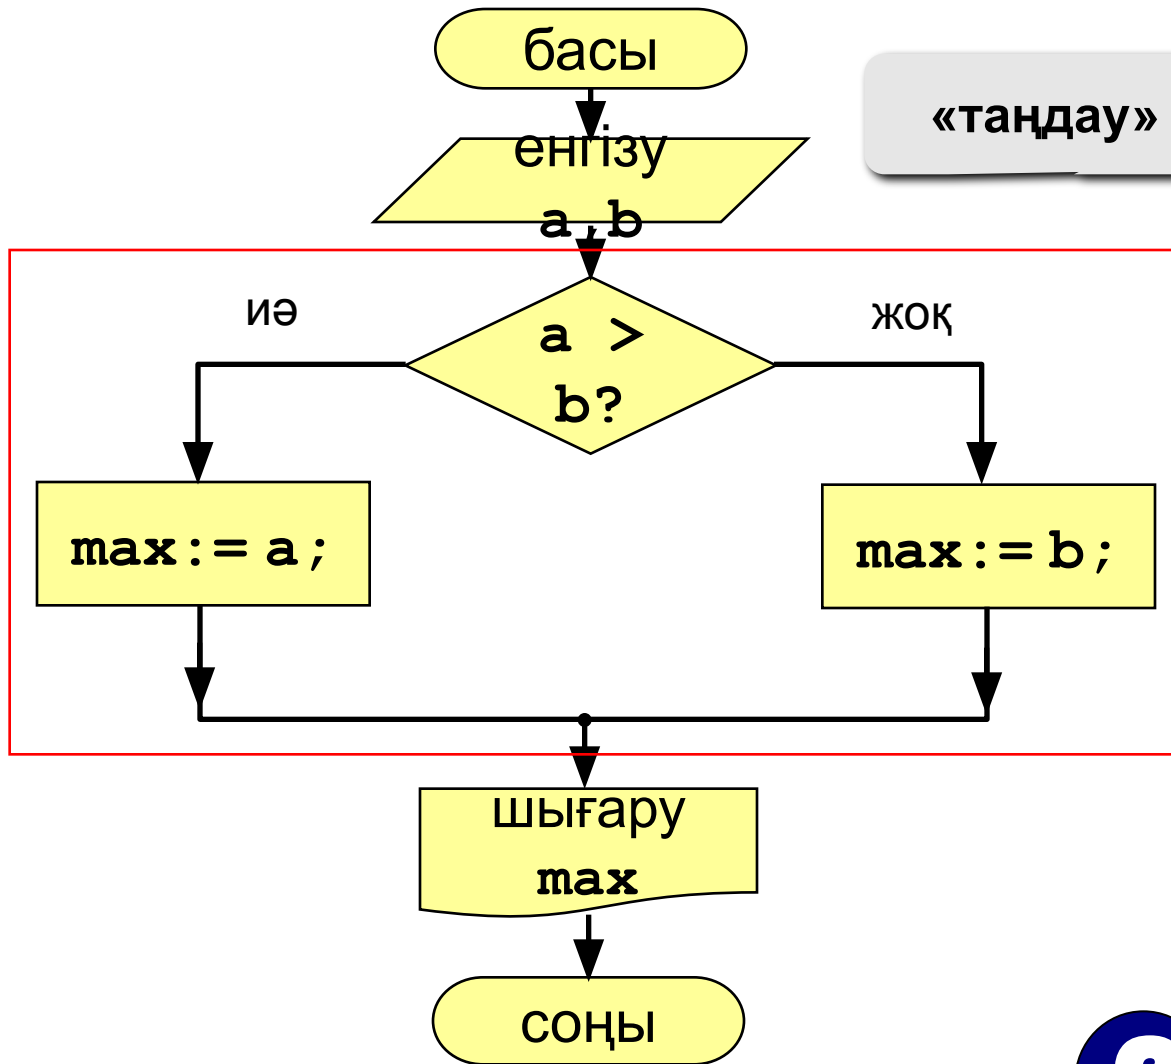 басы
«таңдау»
енгізу
a,b
иә
жоқ
a >
b?
max:= a;
max:= b;
шығару
max
соңы